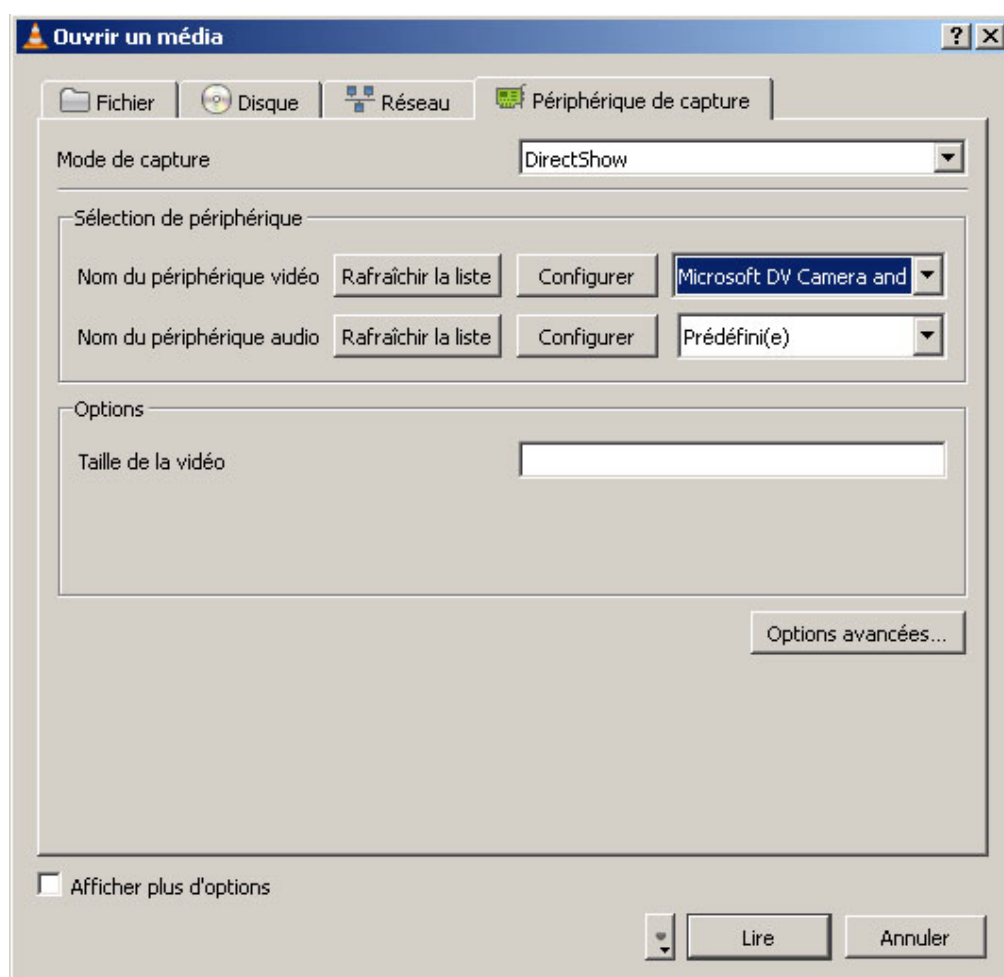 Ouvrir un média
Fichier Disque Réseau Périphérique de capture
Mode de capture DirectShow
Sélection de périphérique
Nom du périphérique vidéo Rafraîchir la liste Configurer Microsoft DV Camera and
Nom du périphérique audio Rafraîchir la liste Configurer Prédéfini(e)
Options
Taille de la vidéo
Options avancées...
Afficher plus d'options
Lire Annuler